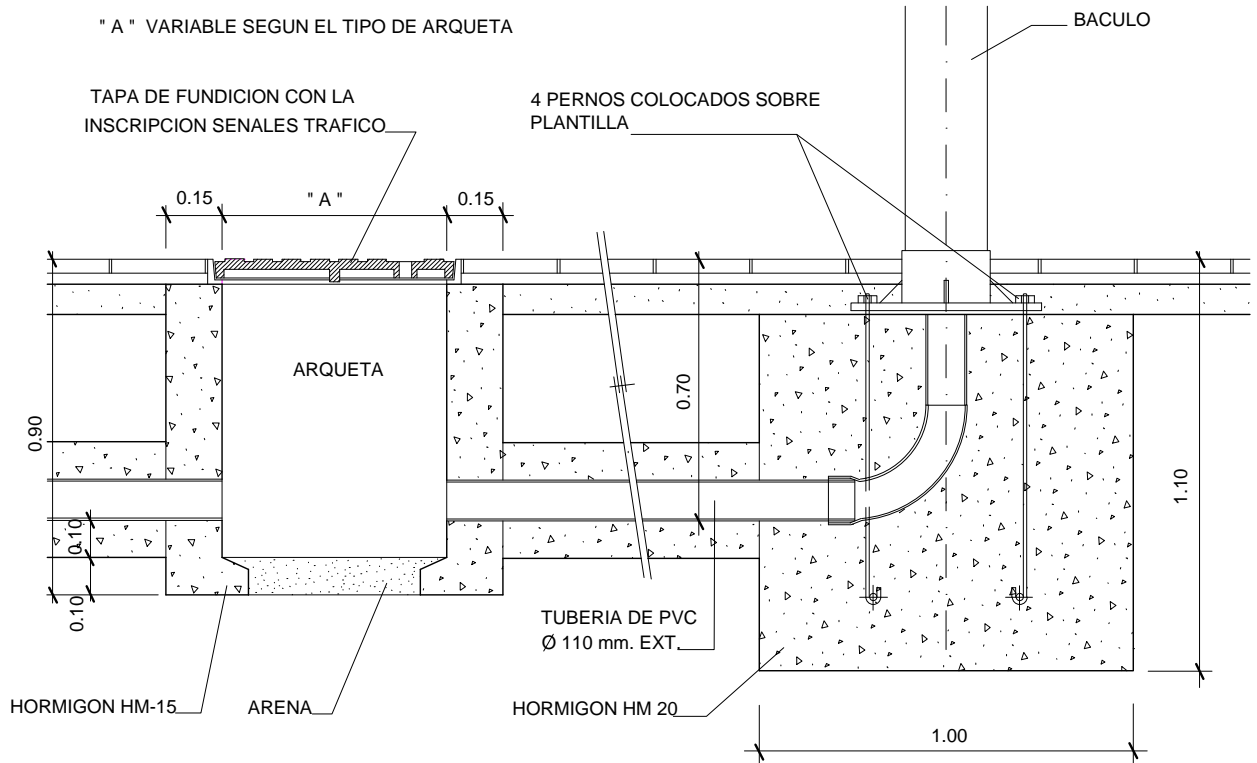 " A " VARIABLE SEGUN EL TIPO DE ARQUETA
BACULO
TAPA DE FUNDICION CON LA
INSCRIPCION SENALES TRAFICO
4 PERNOS COLOCADOS SOBRE
PLANTILLA
0.15
" A "
0.15
ARQUETA
0.90
0.70
1.10
0.10
0.10
TUBERIA DE PVC
Ø 110 mm. EXT.
HORMIGON HM-15
ARENA
HORMIGON HM 20
1.00